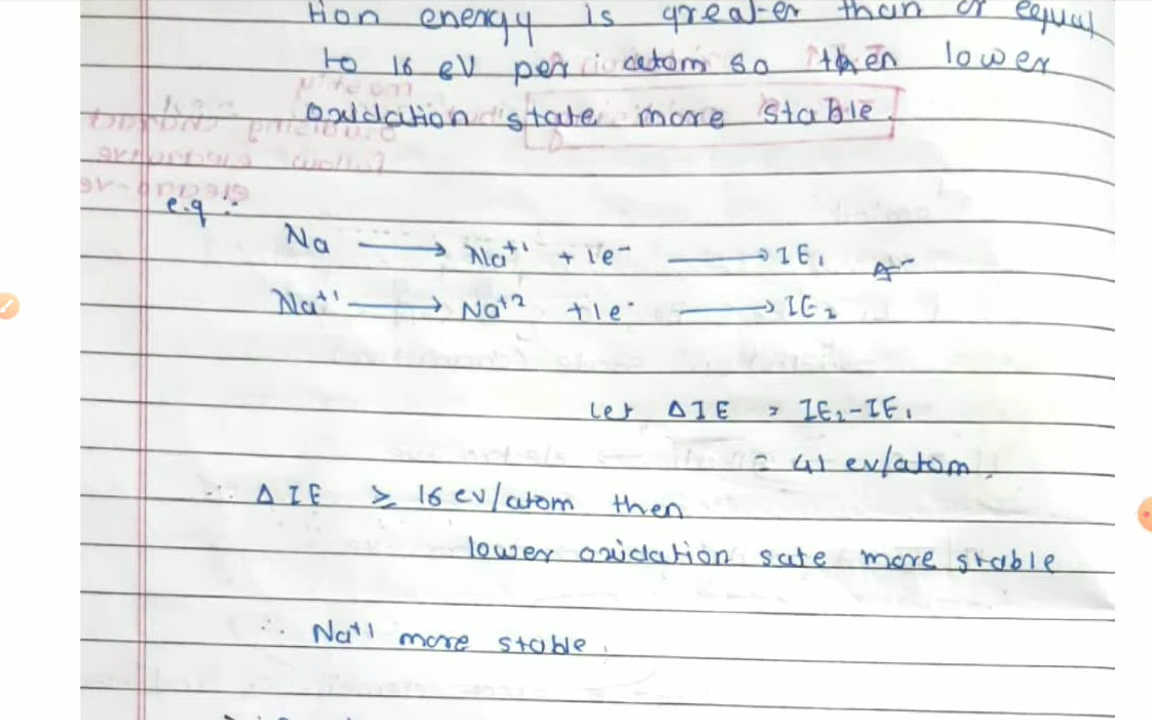 tion energy is greater than or equal
to 16 eV per atom so then lower
oxidation state more stable.
e.g :
Na ⟶ Na⁺¹ + 1e⁻ ⟶ IE₁ A⁻
Na⁺¹ ⟶ Na⁺² + 1e⁻ ⟶ IE₂
Let ΔIE = IE₂-IE₁
= 41 ev/atom.
∴ ΔIE ≥ 16 ev/atom then
lower oxidation sate more stable
∴ Na⁺¹ more stable.